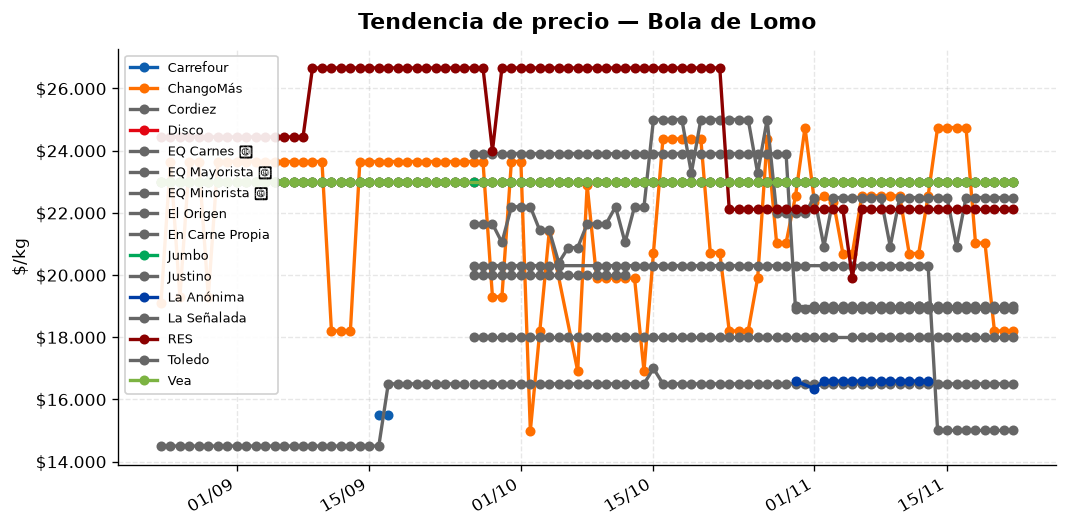 Tendencia de precio — Bola de Lomo
$/kg
$26.000
$24.000
$22.000
$20.000
$18.000
$16.000
$14.000
Carrefour
ChangoMás
Cordiez
Disco
EQ Carnes
EQ Mayorista
EQ Minorista
El Origen
En Carne Propia
Jumbo
Justino
La Anónima
La Señalada
RES
Toledo
Vea
01/09
15/09
01/10
15/10
01/11
15/11